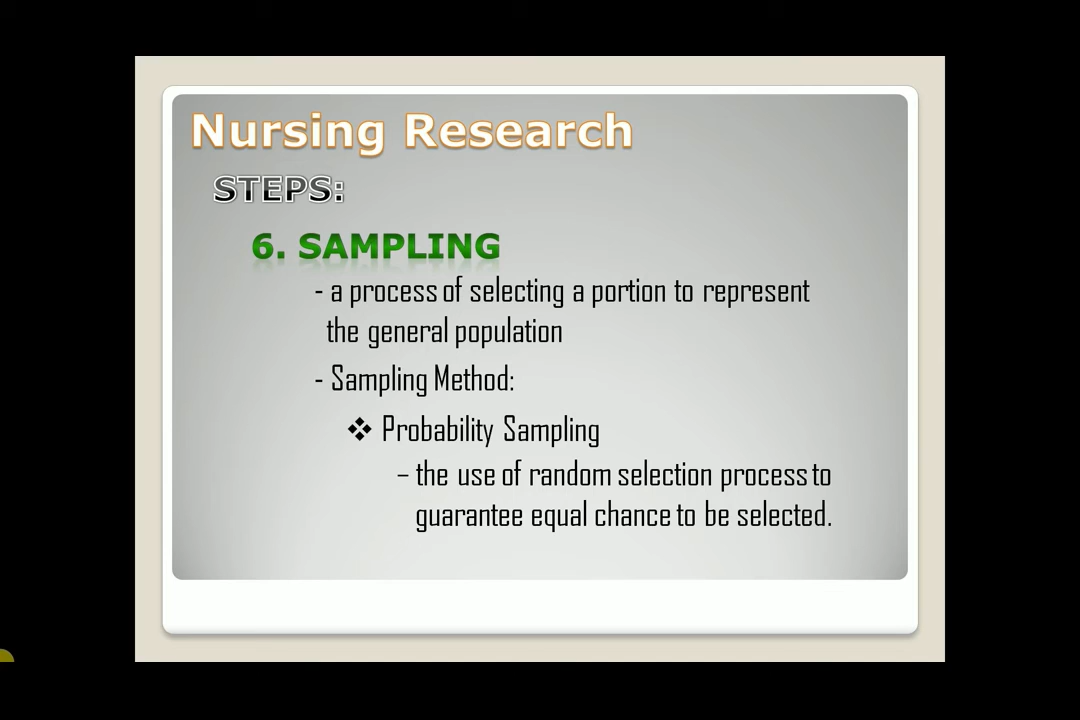 Nursing Research
STEPS:
6. SAMPLING
- a process of selecting a portion to represent
the general population
- Sampling Method:
❖ Probability Sampling
– the use of random selection process to
guarantee equal chance to be selected.